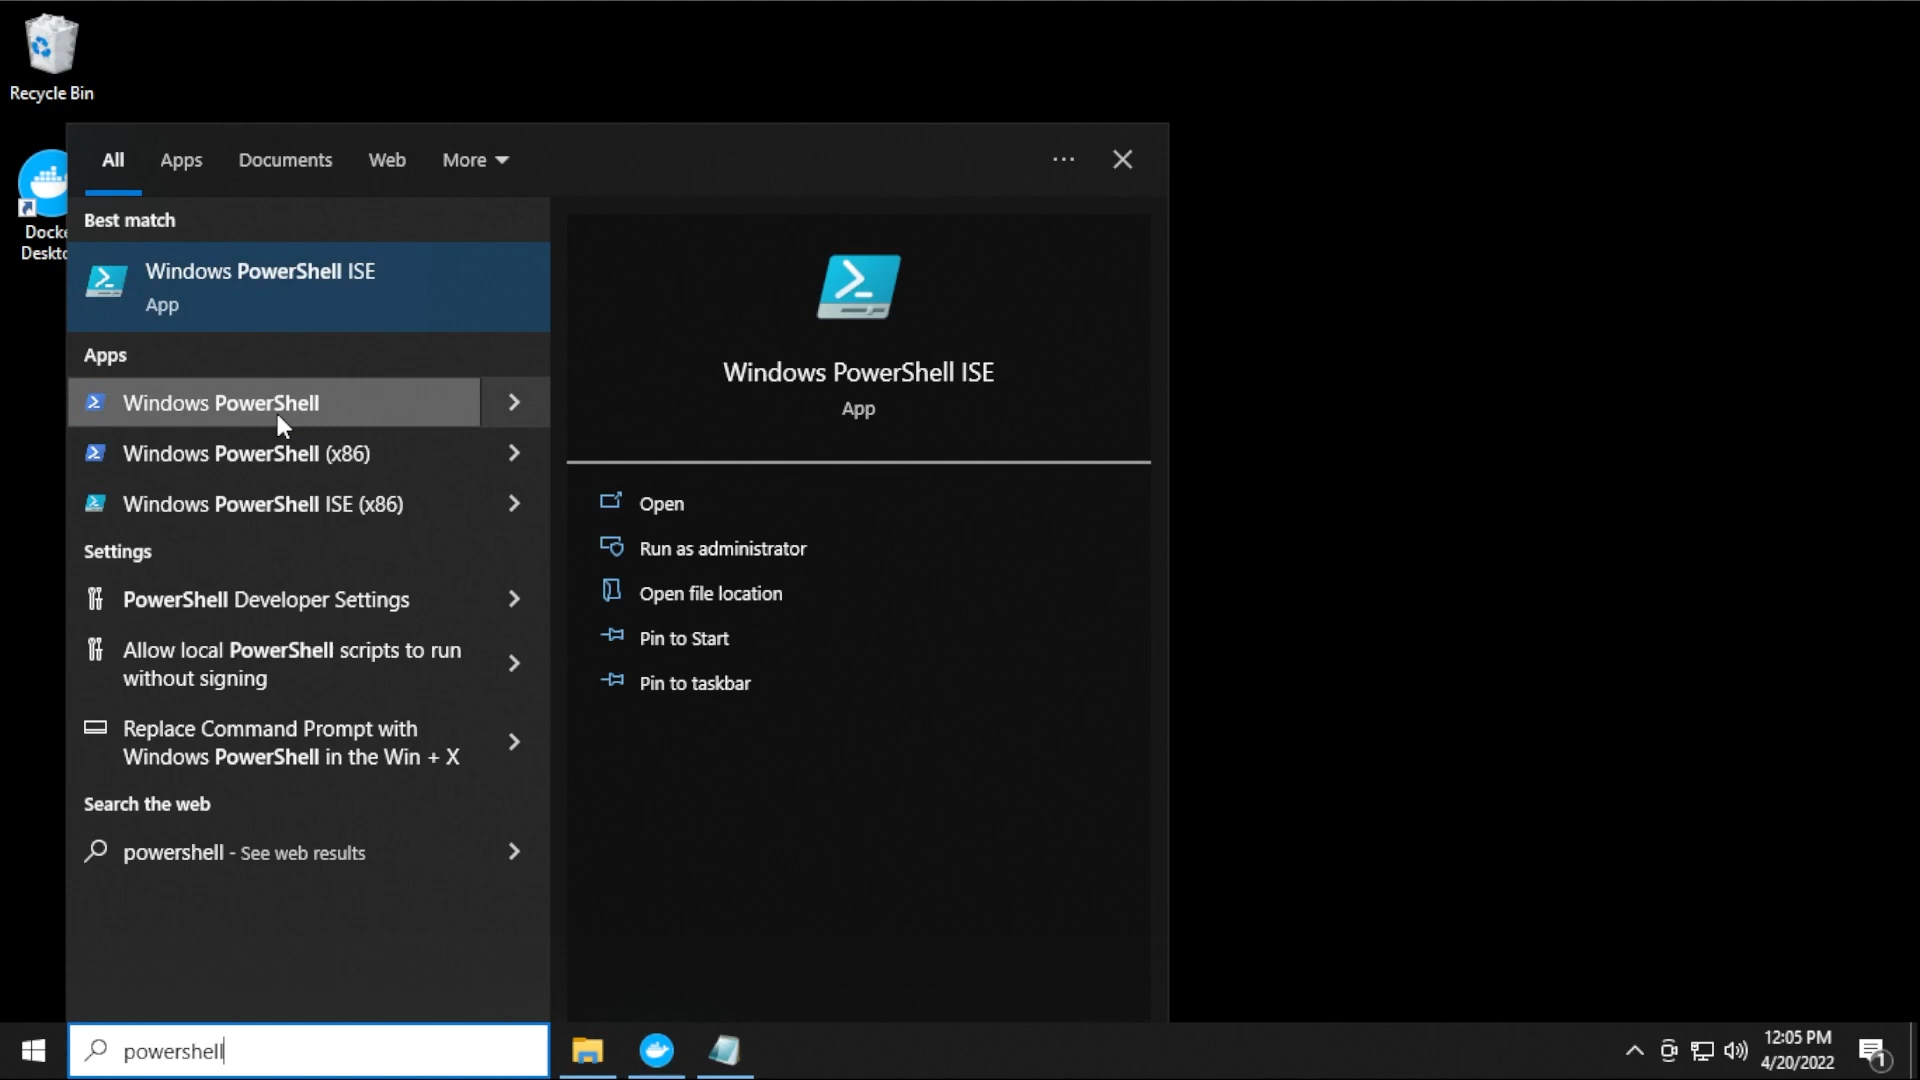 Recycle Bin
All Apps Documents Web More
Best match
Windows PowerShell ISE
App
Apps
Windows PowerShell
Windows PowerShell (x86)
Windows PowerShell ISE (x86)
Settings
PowerShell Developer Settings
Allow local PowerShell scripts to run
without signing
Replace Command Prompt with
Windows PowerShell in the Win + X
Search the web
powershell - See web results
Docke
Deskto
Windows PowerShell ISE
App
Open
Run as administrator
Open file location
Pin to Start
Pin to taskbar
powershell
12:05 PM
4/20/2022
1